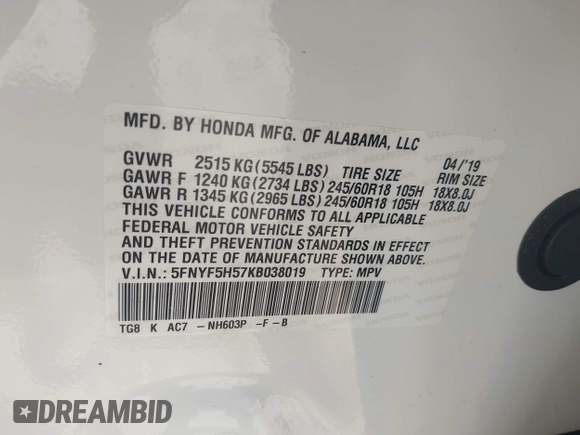 MFD. BY HONDA MFG. OF ALABAMA, LLC
04/'19
GVWR 2515 KG(5545 LBS) TIRE SIZE RIM SIZE
GAWR F 1240 KG(2734 LBS) 245/60R18 105H 18X8.0J
GAWR R 1345 KG(2965 LBS) 245/60R18 105H 18X8.0J
THIS VEHICLE CONFORMS TO ALL APPLICABLE
FEDERAL MOTOR VEHICLE SAFETY
AND THEFT PREVENTION STANDARDS IN EFFECT
ON THE DATE OF MANUFACTURE SHOWN ABOVE.
V.I.N.: 5FNYF5H57KB038019 TYPE: MPV
TG8 K AC7 -NH603P -F-B
DREAMBID